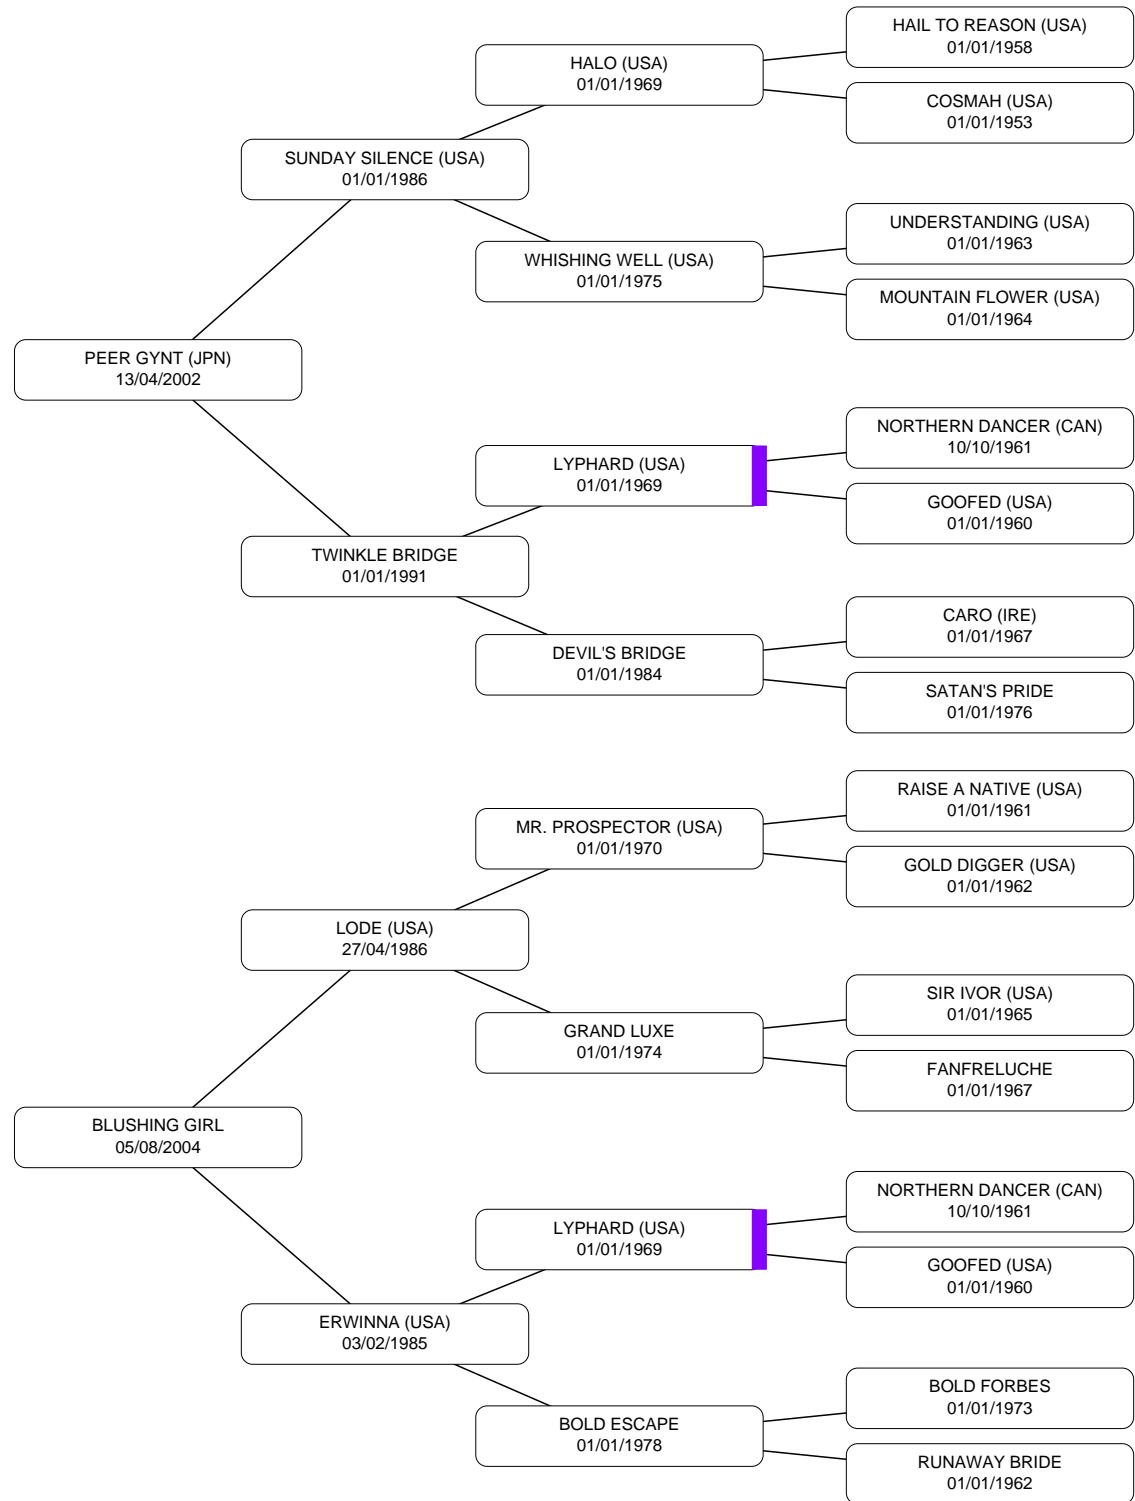 HAIL TO REASON (USA)
01/01/1958
HALO (USA)
01/01/1969
COSMAH (USA)
01/01/1953
SUNDAY SILENCE (USA)
01/01/1986
UNDERSTANDING (USA)
01/01/1963
WHISHING WELL (USA)
01/01/1975
MOUNTAIN FLOWER (USA)
01/01/1964
PEER GYNT (JPN)
13/04/2002
NORTHERN DANCER (CAN)
10/10/1961
LYPHARD (USA)
01/01/1969
GOOFED (USA)
01/01/1960
TWINKLE BRIDGE
01/01/1991
CARO (IRE)
01/01/1967
DEVIL'S BRIDGE
01/01/1984
SATAN'S PRIDE
01/01/1976
RAISE A NATIVE (USA)
01/01/1961
MR. PROSPECTOR (USA)
01/01/1970
GOLD DIGGER (USA)
01/01/1962
LODE (USA)
27/04/1986
SIR IVOR (USA)
01/01/1965
GRAND LUXE
01/01/1974
FANFRELUCHE
01/01/1967
BLUSHING GIRL
05/08/2004
NORTHERN DANCER (CAN)
10/10/1961
LYPHARD (USA)
01/01/1969
GOOFED (USA)
01/01/1960
ERWINNA (USA)
03/02/1985
BOLD FORBES
01/01/1973
BOLD ESCAPE
01/01/1978
RUNAWAY BRIDE
01/01/1962